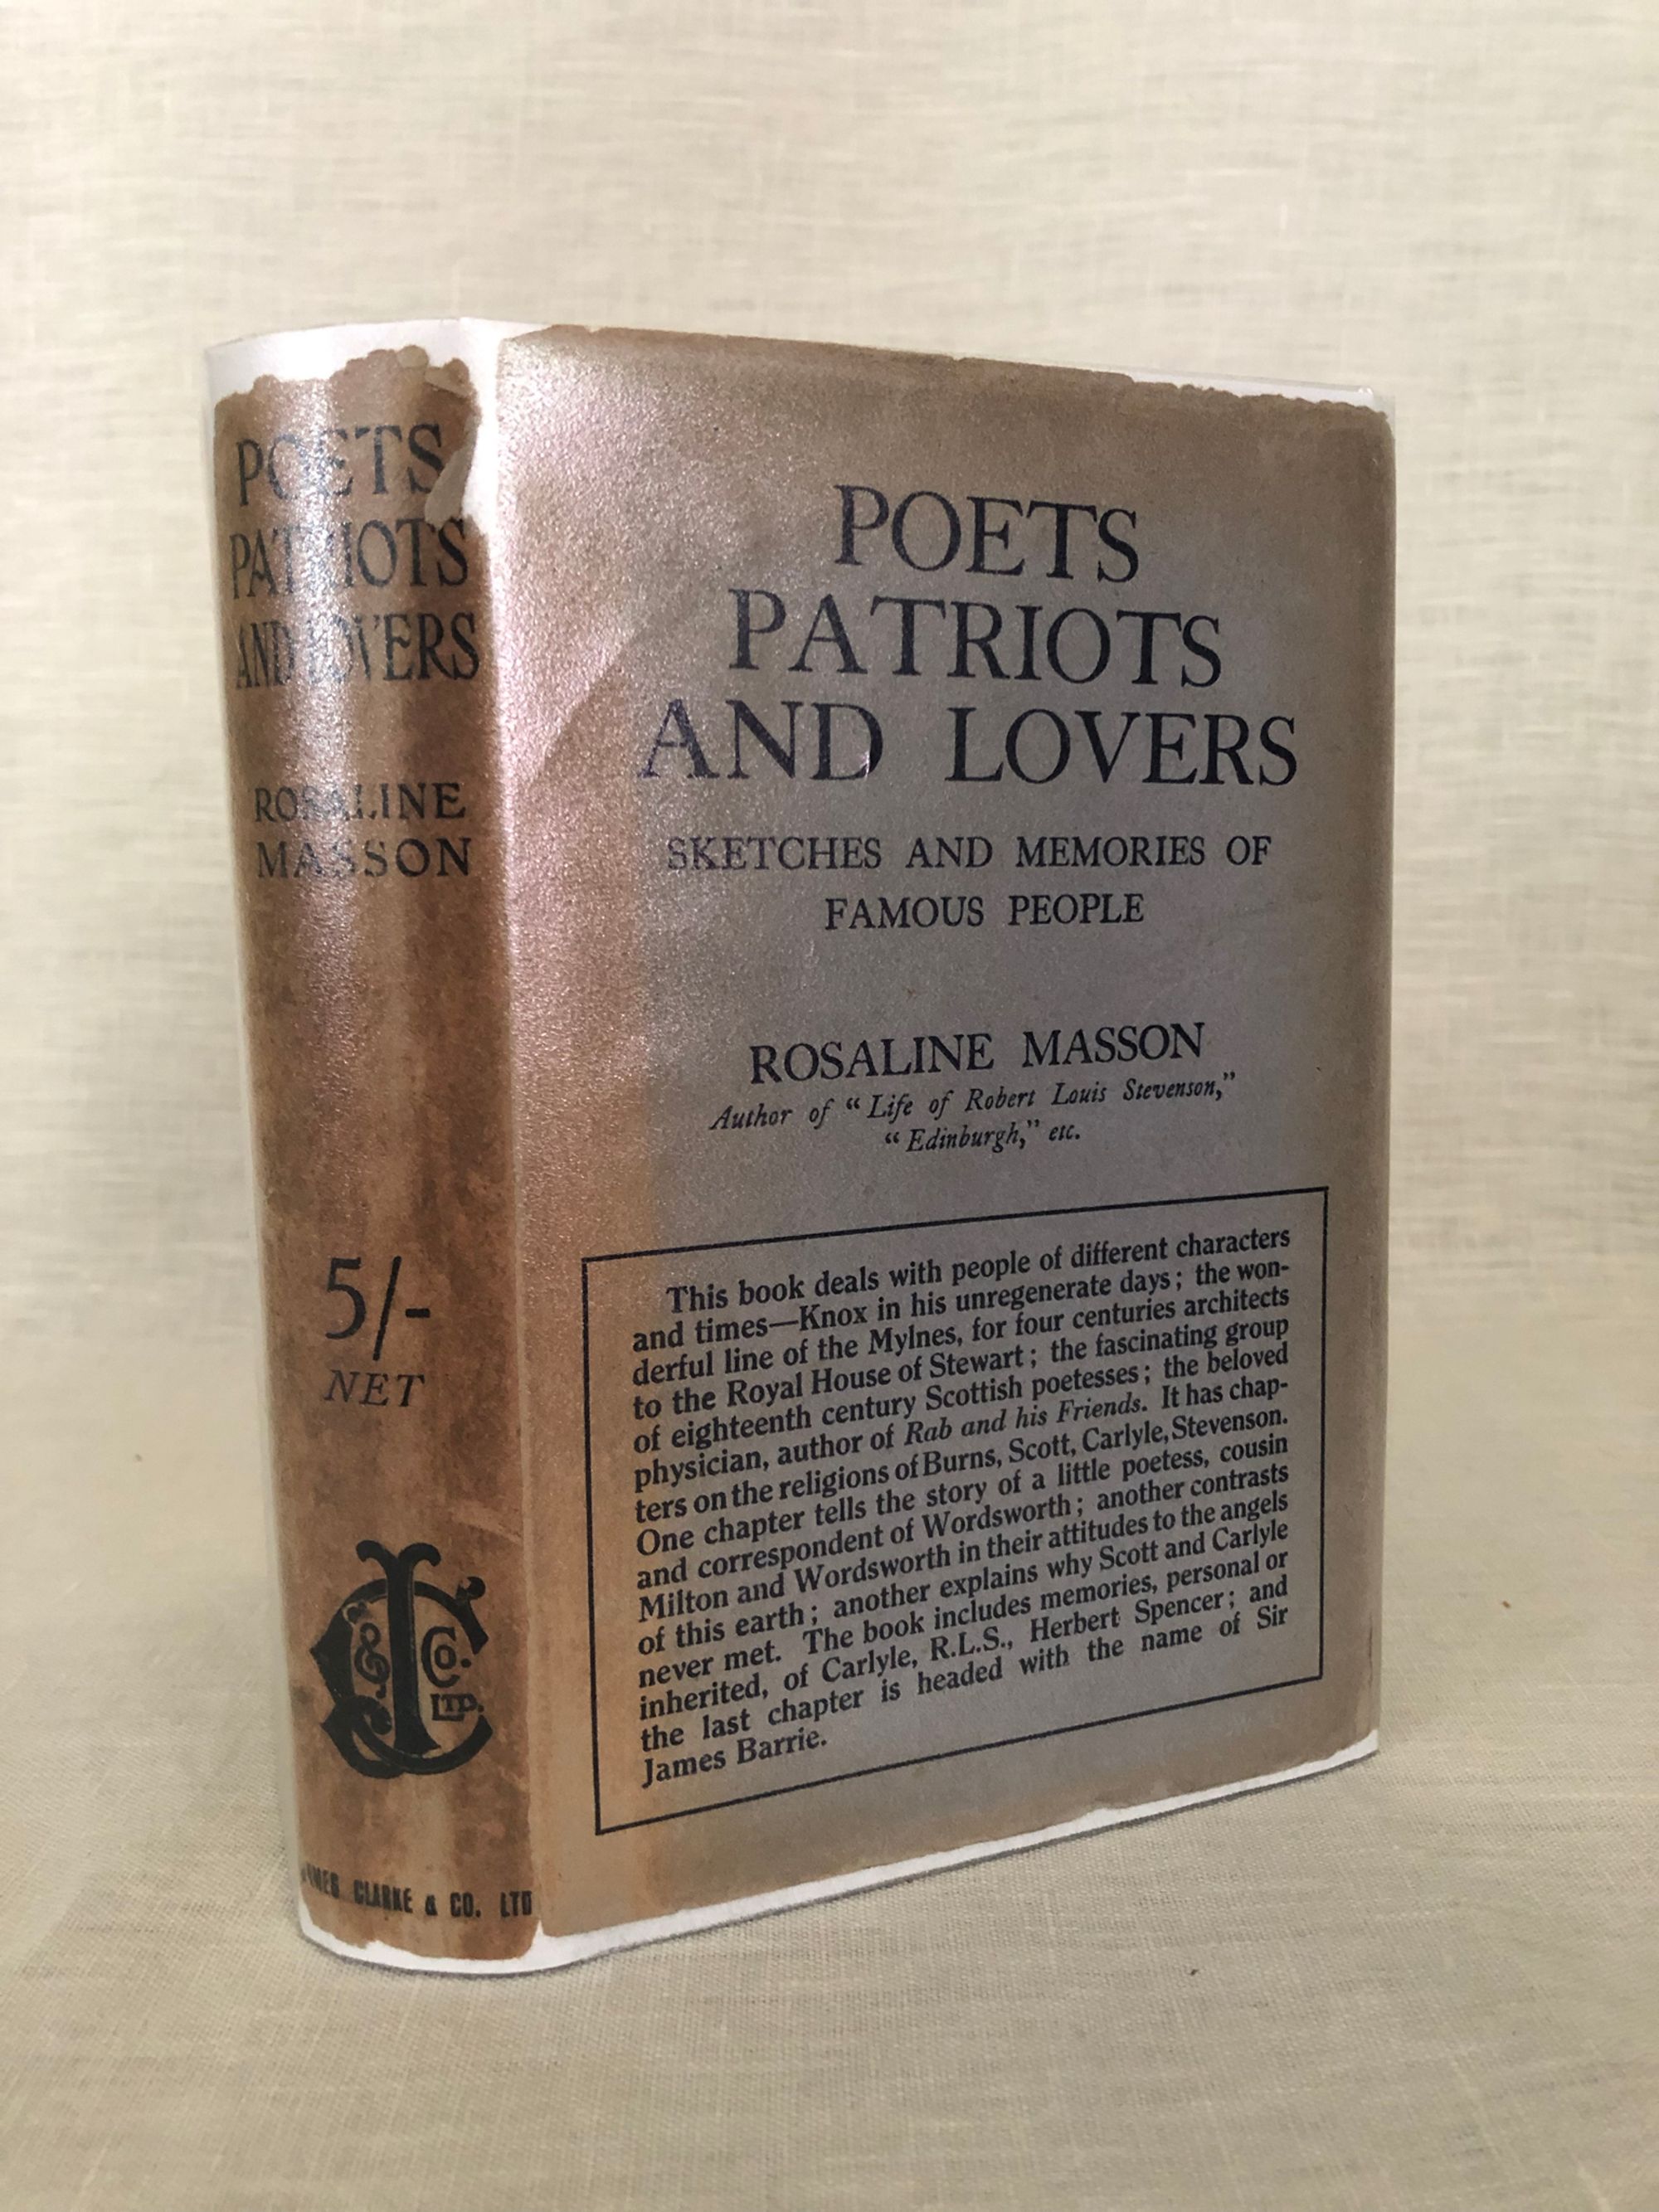 POETS
PATRIOTS
AND LOVERS
ROSALINE
MASSON
5/-
NET
J C & CO. LTD.
JAMES CLARKE & CO. LTD
POETS
PATRIOTS
AND LOVERS
SKETCHES AND MEMORIES OF
FAMOUS PEOPLE
ROSALINE MASSON
Author of “Life of Robert Louis Stevenson,”
“Edinburgh,” etc.
This book deals with people of different characters
and times—Knox in his unregenerate days; the won-
derful line of the Mylnes, for four centuries architects
to the Royal House of Stewart; the fascinating group
of eighteenth century Scottish poetesses; the beloved
physician, author of Rab and his Friends. It has chap-
ters on the religions of Burns, Scott, Carlyle, Stevenson.
One chapter tells the story of a little poetess, cousin
and correspondent of Wordsworth; another contrasts
Milton and Wordsworth in their attitudes to the angels
of this earth; another explains why Scott and Carlyle
never met. The book includes memories, personal or
inherited, of Carlyle, R.L.S., Herbert Spencer; and
the last chapter is headed with the name of Sir
James Barrie.